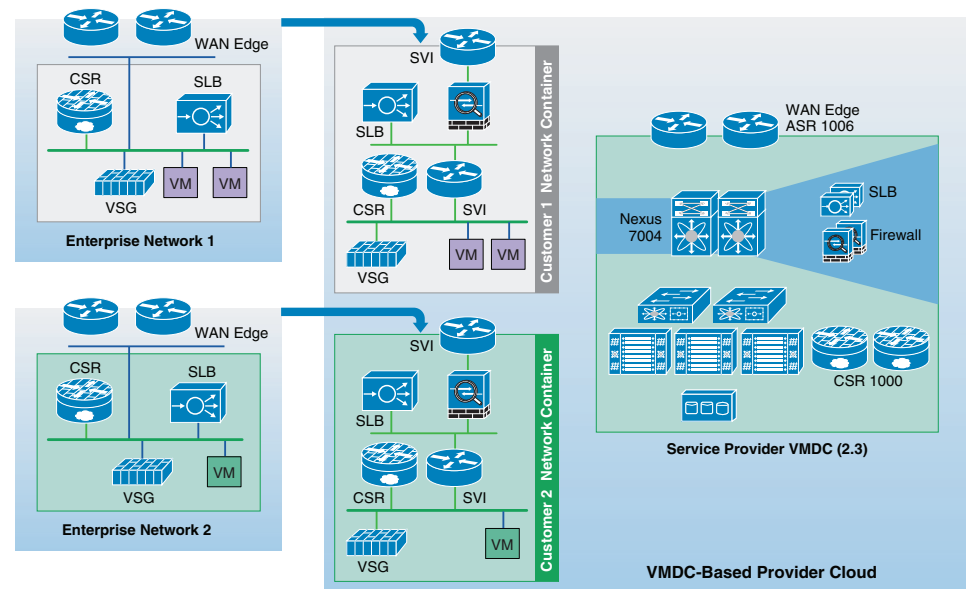 WAN Edge
CSR
SLB
VM
VM
VSG
Enterprise Network 1
WAN Edge
CSR
SLB
VM
VSG
Enterprise Network 2
SVI
SLB
CSR
SVI
VM
VM
VSG
Customer 1 Network Container
SVI
SLB
CSR
SVI
VM
VSG
Customer 2 Network Container
WAN Edge
ASR 1006
Nexus
7004
SLB
Firewall
CSR 1000
Service Provider VMDC (2.3)
VMDC-Based Provider Cloud